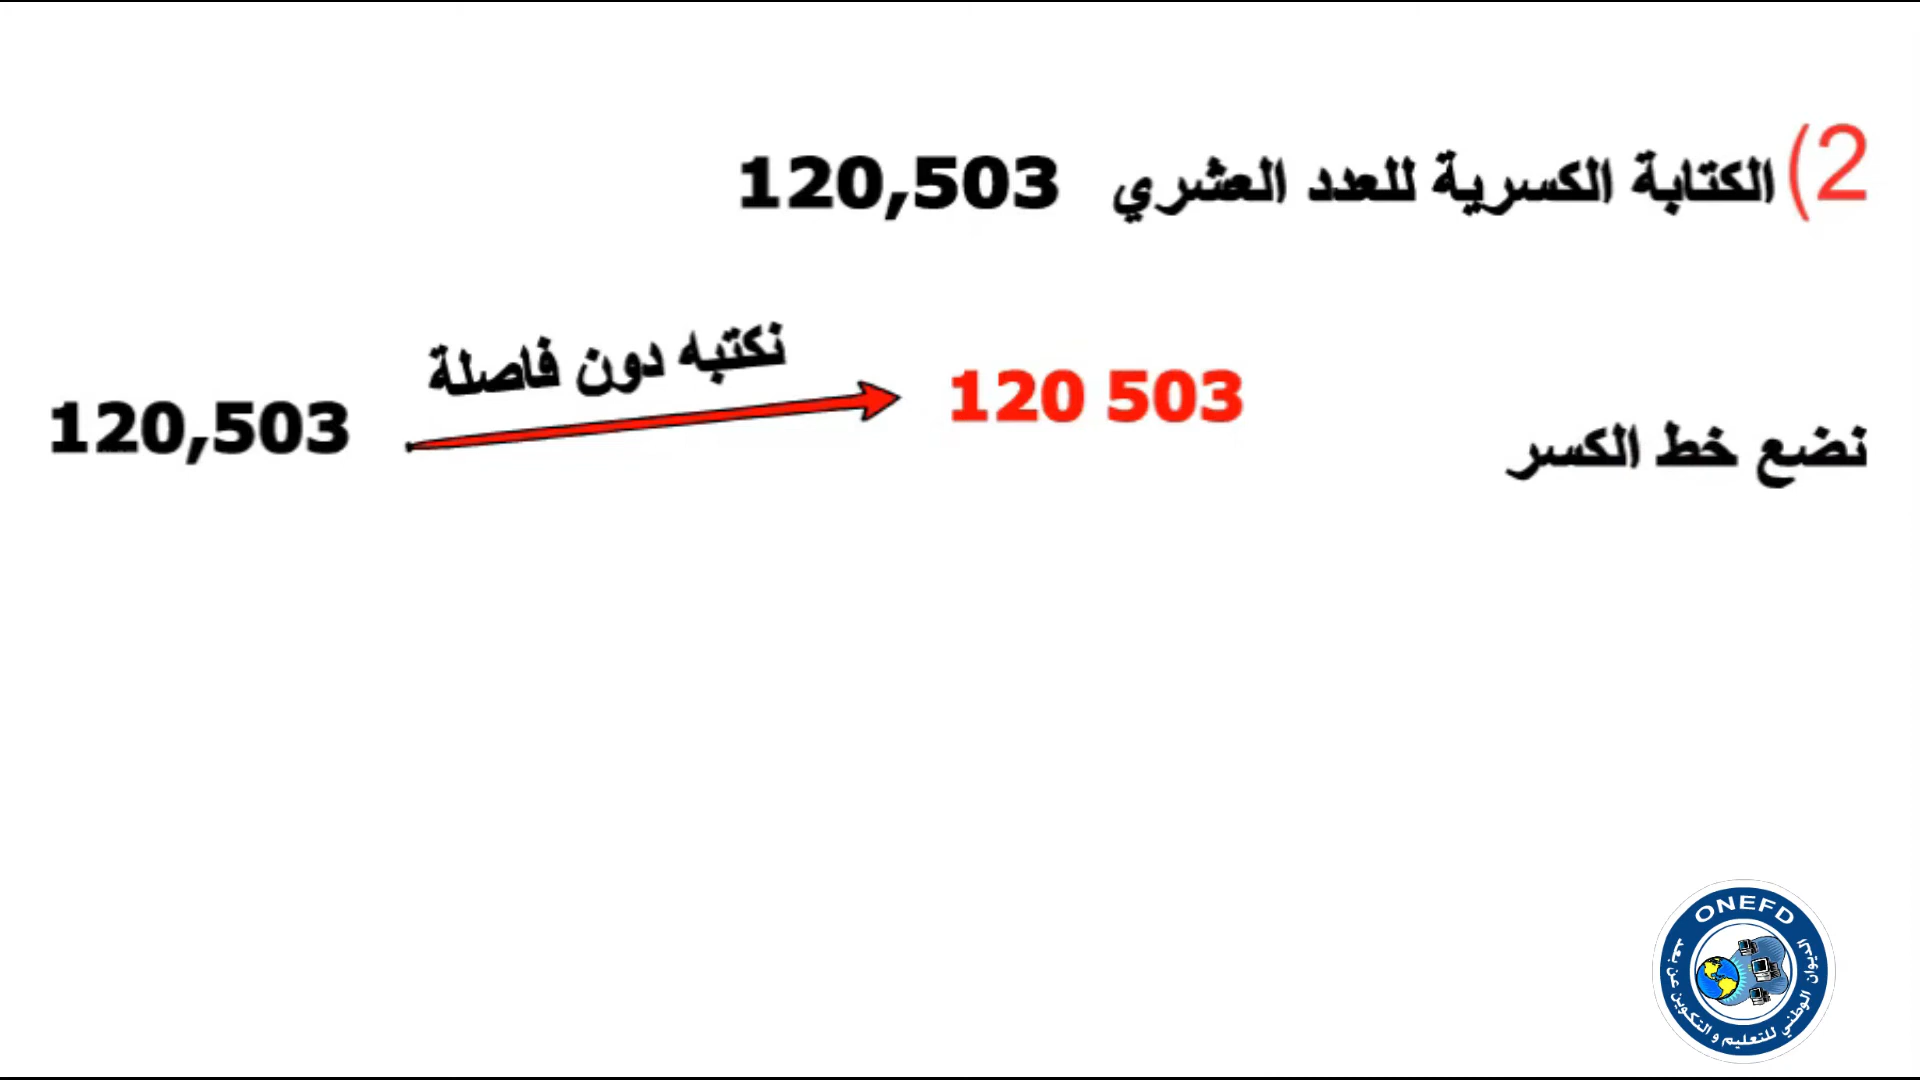 2) الكتابة الكسرية للعدد العشري 120,503
نكتبه دون فاصلة
120,503
120 503
نضع خط الكسر
ONEFD
الديوان الوطني للتعليم و التكوين عن بعد